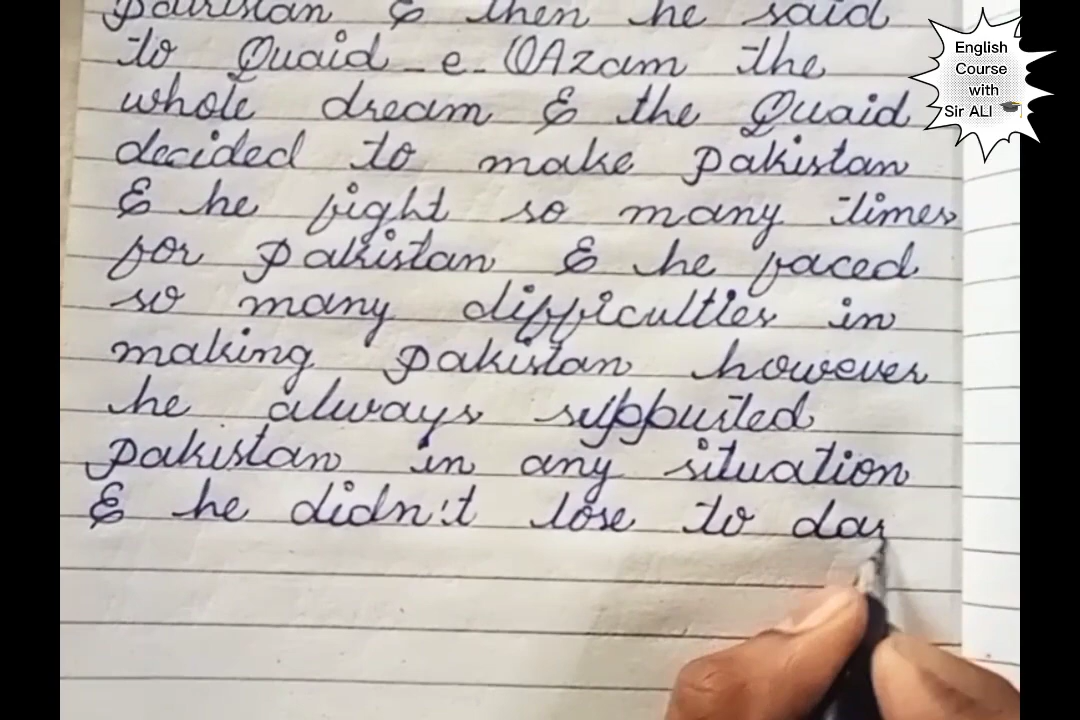 Pakistan & then he said
to Quaid-e-QAzam the
whole dream & the Quaid
decided to make Pakistan
& he fight so many times
for Pakistan & he faced
so many difficulties in
making Pakistan however
he always suppuited
Pakistan in any situation
& he didn't lose to day
English
Course
with
Sir ALI